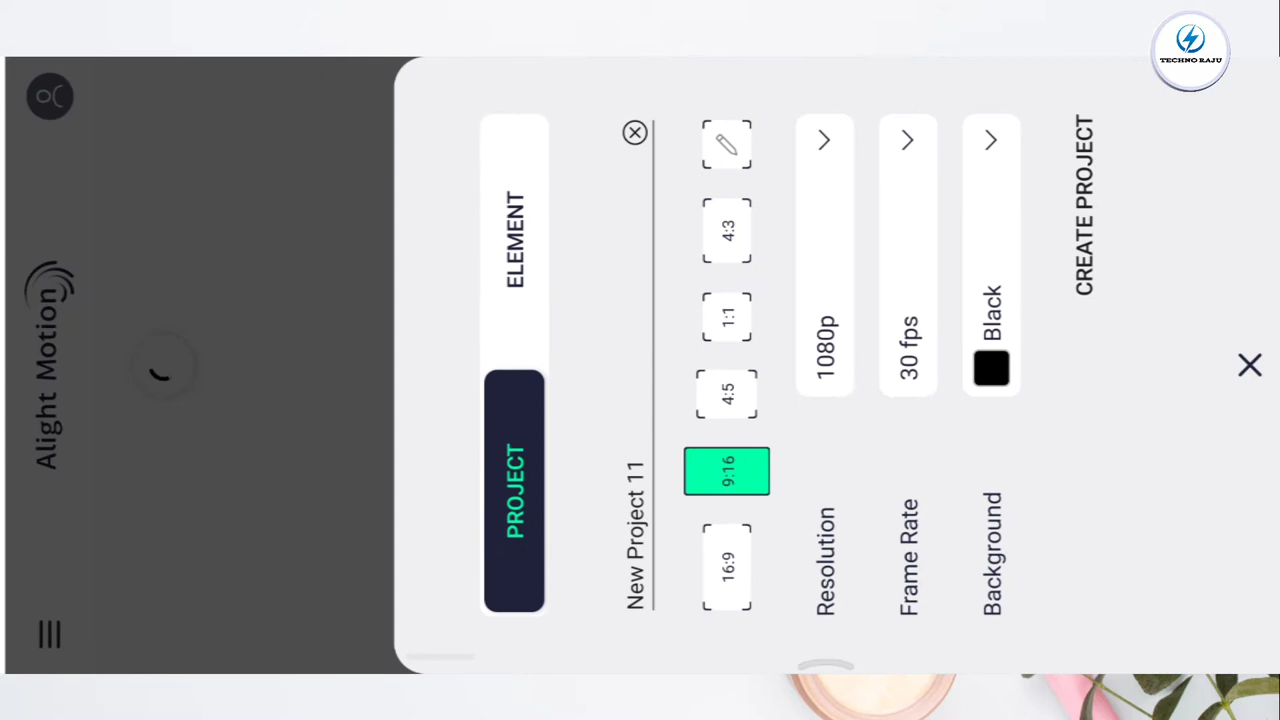 TECHNO RAJU
Alight Motion
PROJECT ELEMENT
New Project 11
16:9 9:16 4:5 1:1 4:3
Resolution 1080p
Frame Rate 30 fps
Background Black
CREATE PROJECT